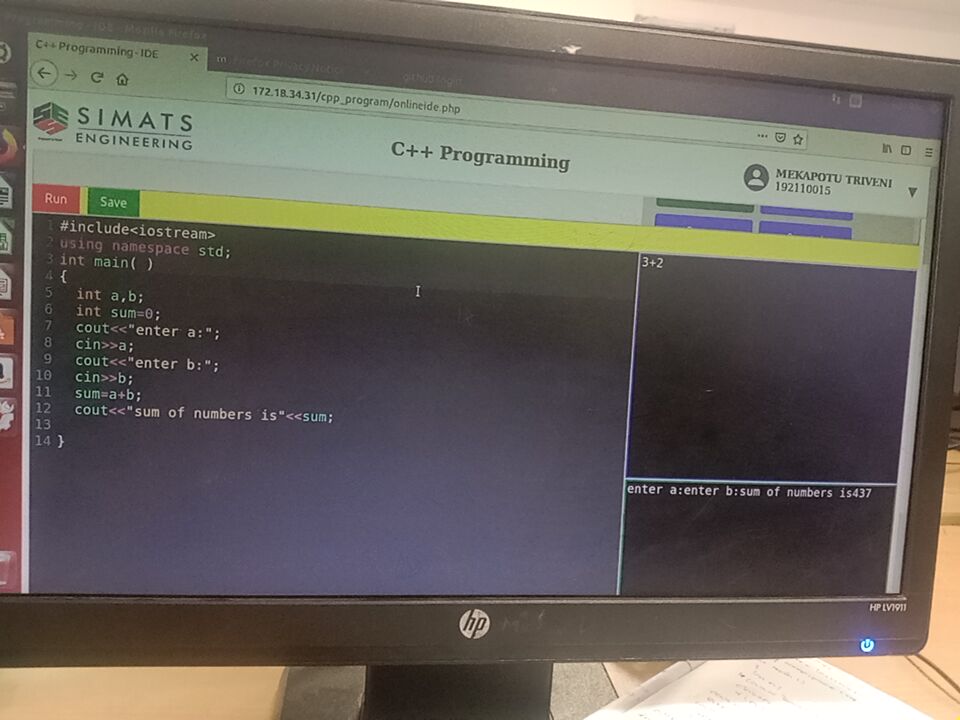 Programming - IDE - Mozilla Firefox
C++ Programming - IDE
Firefox Privacy Notice
172.18.34.31/cpp_program/onlineide.php
SIMATS
ENGINEERING
C++ Programming
MEKAPOTU TRIVENI
192110015
Run
Save
1 #include<iostream>
2 using namespace std;
3 int main( )
4 {
5 int a,b;
6 int sum=0;
7 cout<<"enter a:";
8 cin>>a;
9 cout<<"enter b:";
10 cin>>b;
11 sum=a+b;
12 cout<<"sum of numbers is"<<sum;
13
14 }
3+2
enter a:enter b:sum of numbers is437
hp
HP LV1911